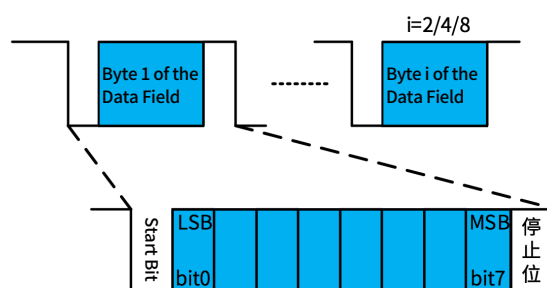 i=2/4/8
Byte 1 of the
Data Field
Byte i of the
Data Field
Start Bit
LSB
bit0
MSB
bit7
停止位